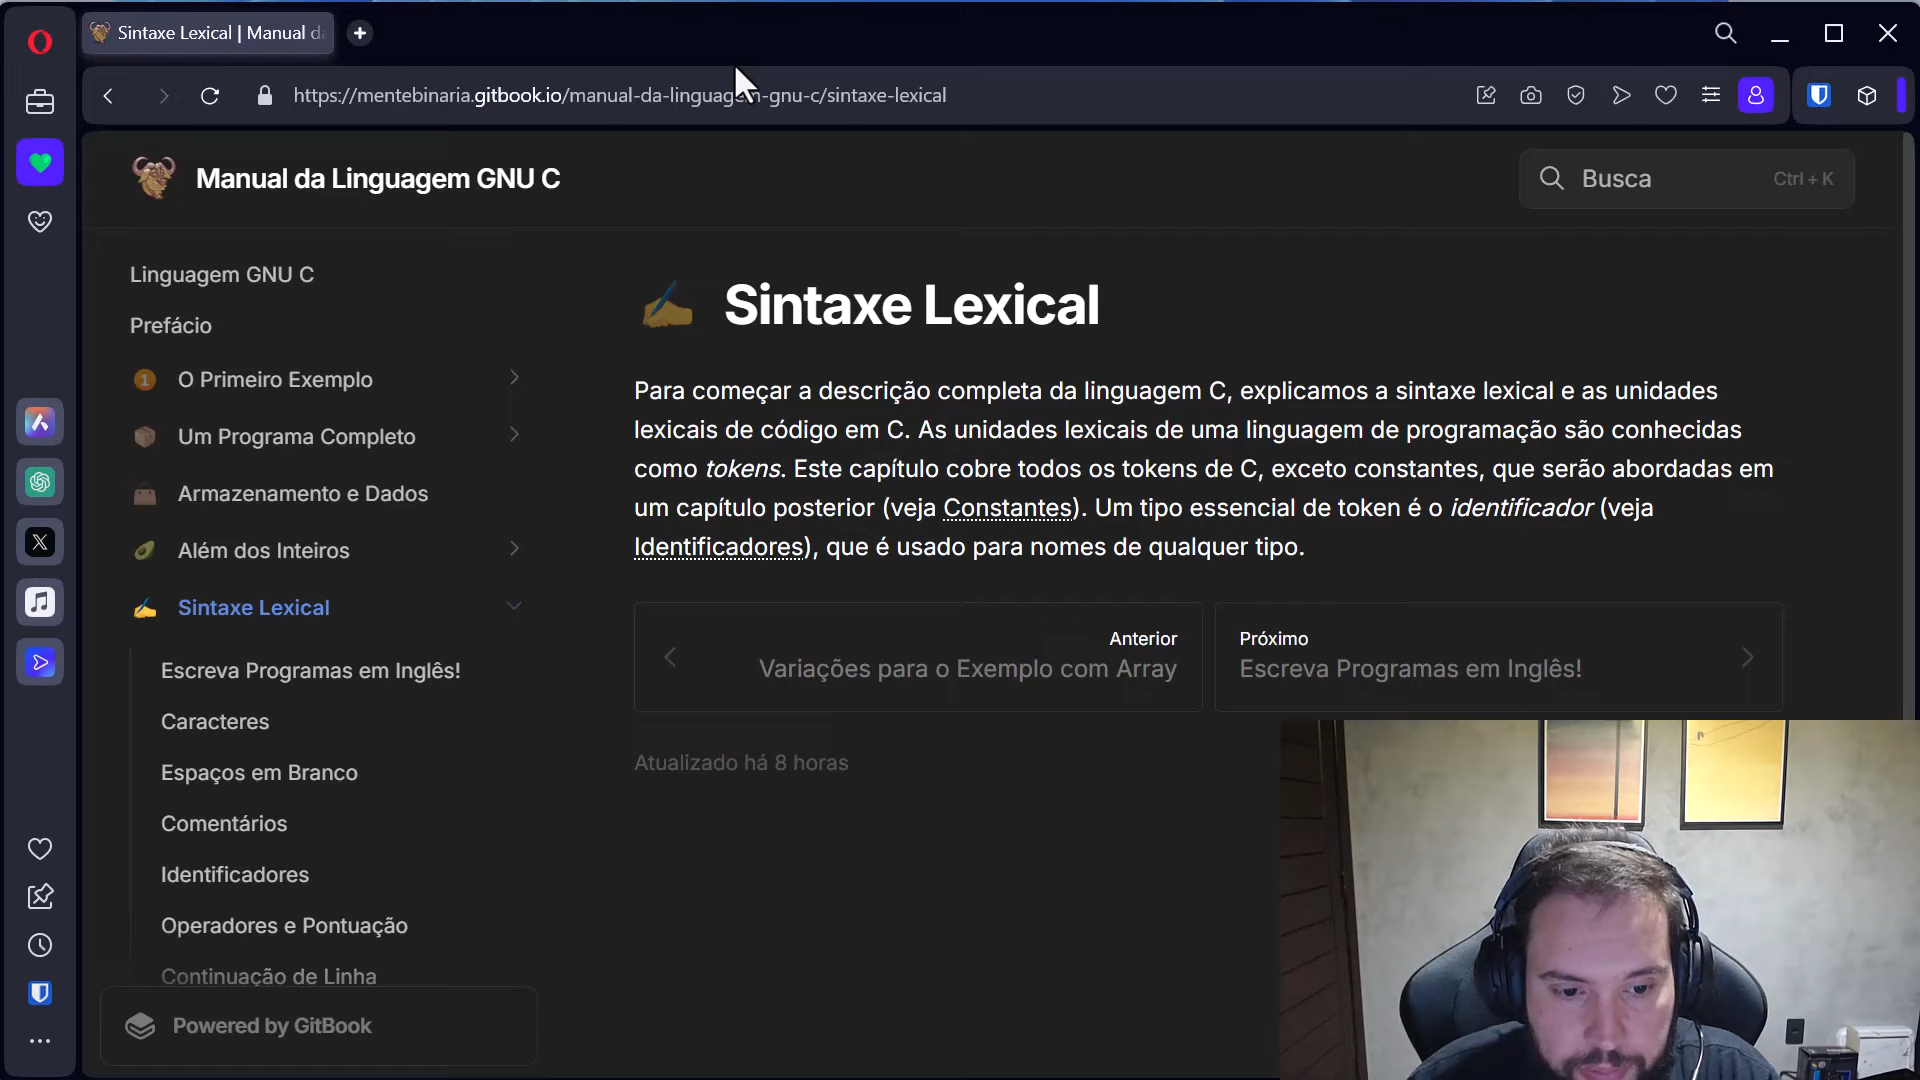 Sintaxe Lexical | Manual da
https://mentebinaria.gitbook.io/manual-da-linguagem-gnu-c/sintaxe-lexical
Manual da Linguagem GNU C
Busca
Ctrl + K
Linguagem GNU C
Prefácio
1 O Primeiro Exemplo
Um Programa Completo
Armazenamento e Dados
Além dos Inteiros
Sintaxe Lexical
Escreva Programas em Inglês!
Caracteres
Espaços em Branco
Comentários
Identificadores
Operadores e Pontuação
Continuação de Linha
Powered by GitBook
Sintaxe Lexical
Para começar a descrição completa da linguagem C, explicamos a sintaxe lexical e as unidades
lexicais de código em C. As unidades lexicais de uma linguagem de programação são conhecidas
como tokens. Este capítulo cobre todos os tokens de C, exceto constantes, que serão abordadas em
um capítulo posterior (veja Constantes). Um tipo essencial de token é o identificador (veja
Identificadores), que é usado para nomes de qualquer tipo.
Anterior
Variações para o Exemplo com Array
Próximo
Escreva Programas em Inglês!
Atualizado há 8 horas